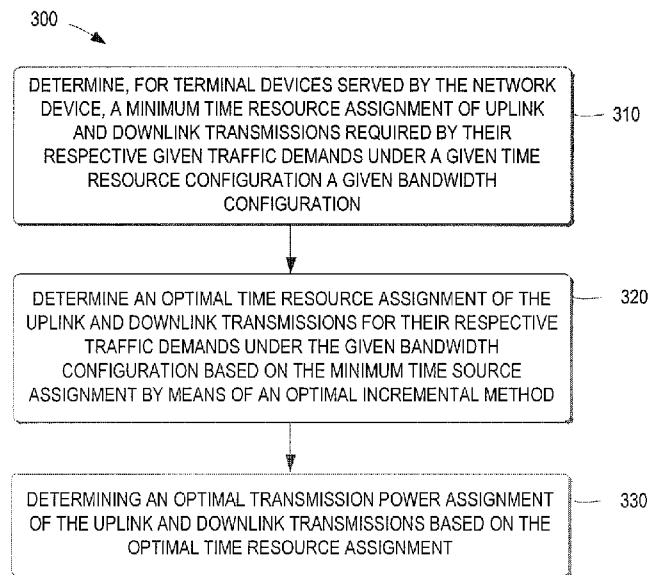 300
DETERMINE, FOR TERMINAL DEVICES SERVED BY THE NETWORK
DEVICE, A MINIMUM TIME RESOURCE ASSIGNMENT OF UPLINK
AND DOWNLINK TRANSMISSIONS REQUIRED BY THEIR
RESPECTIVE GIVEN TRAFFIC DEMANDS UNDER A GIVEN TIME
RESOURCE CONFIGURATION A GIVEN BANDWIDTH
CONFIGURATION
310
DETERMINE AN OPTIMAL TIME RESOURCE ASSIGNMENT OF THE
UPLINK AND DOWNLINK TRANSMISSIONS FOR THEIR RESPECTIVE
TRAFFIC DEMANDS UNDER THE GIVEN BANDWIDTH
CONFIGURATION BASED ON THE MINIMUM TIME SOURCE
ASSIGNMENT BY MEANS OF AN OPTIMAL INCREMENTAL METHOD
320
DETERMINING AN OPTIMAL TRANSMISSION POWER ASSIGNMENT
OF THE UPLINK AND DOWNLINK TRANSMISSIONS BASED ON THE
OPTIMAL TIME RESOURCE ASSIGNMENT
330